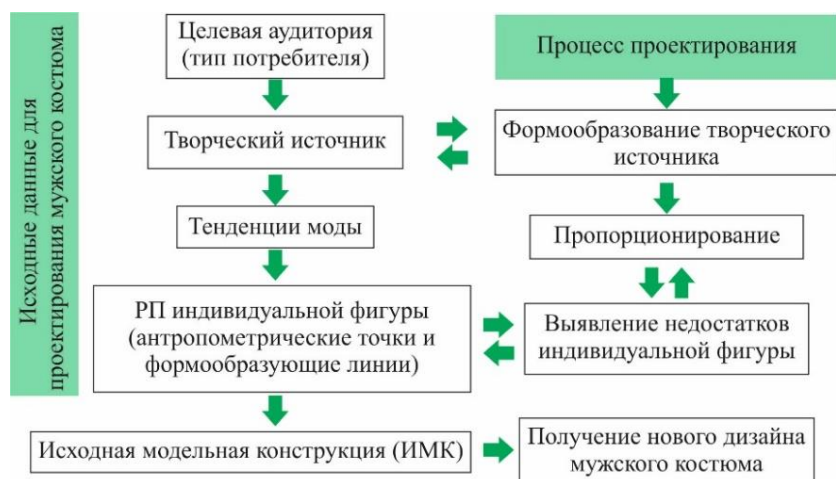 Исходные данные для
проектирования мужского костюма
Целевая аудитория
(тип потребителя)
Творческий источник
Тенденции моды
РП индивидуальной фигуры
(антропометрические точки и
формообразующие линии)
Исходная модельная конструкция (ИМК)
Процесс проектирования
Формообразование творческого
источника
Пропорционирование
Выявление недостатков
индивидуальной фигуры
Получение нового дизайна
мужского костюма